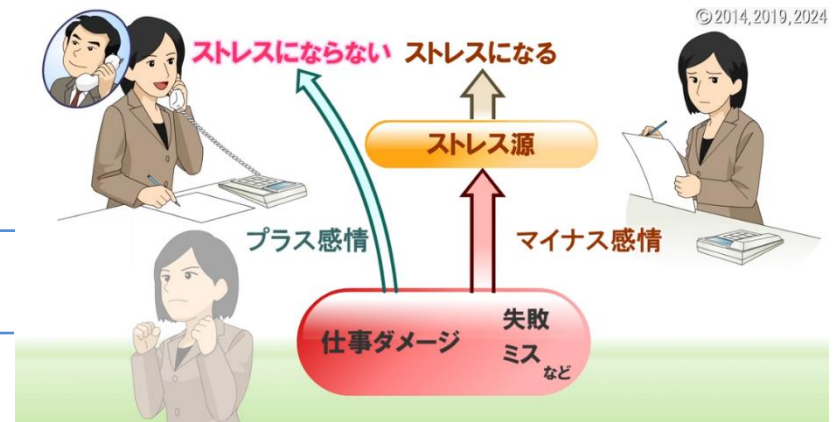 ©2014,2019,2024
ストレスにならない ストレスになる
ストレス源
プラス感情
マイナス感情
仕事ダメージ
失敗
ミス
など